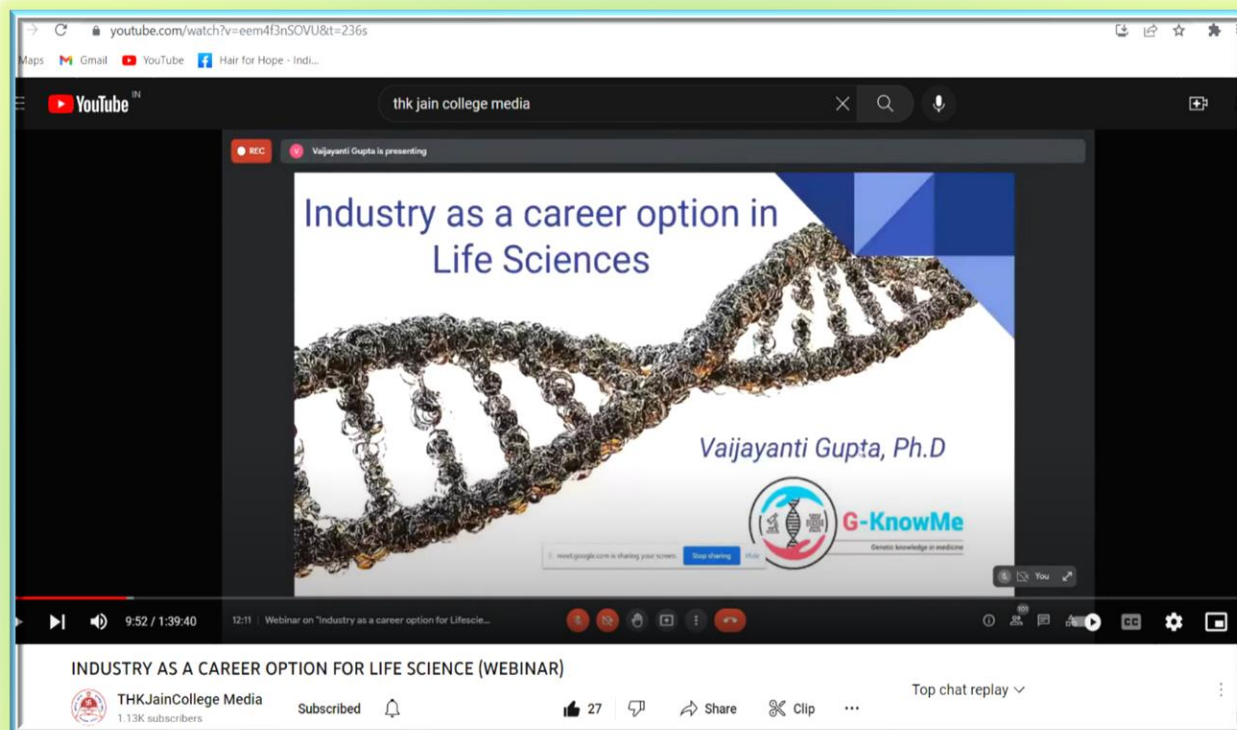 youtube.com/watch?v=eem4f3nSOVU&t=236s
Maps Gmail YouTube Hair for Hope - Indi...
YouTube IN
thk jain college media
REC V Vaijayanti Gupta is presenting
Industry as a career option in
Life Sciences
Vaijayanti Gupta, Ph.D
G-KnowMe
Genetic knowledge in medicine
meet.google.com is sharing your screen. Stop sharing Hide
You
9:52 / 1:39:40 12:11 | Webinar on "Industry as a career option for Lifescie... 101 CC
INDUSTRY AS A CAREER OPTION FOR LIFE SCIENCE (WEBINAR)
THKJainCollege Media
1.13K subscribers
Subscribed 27 Share Clip ...
Top chat replay